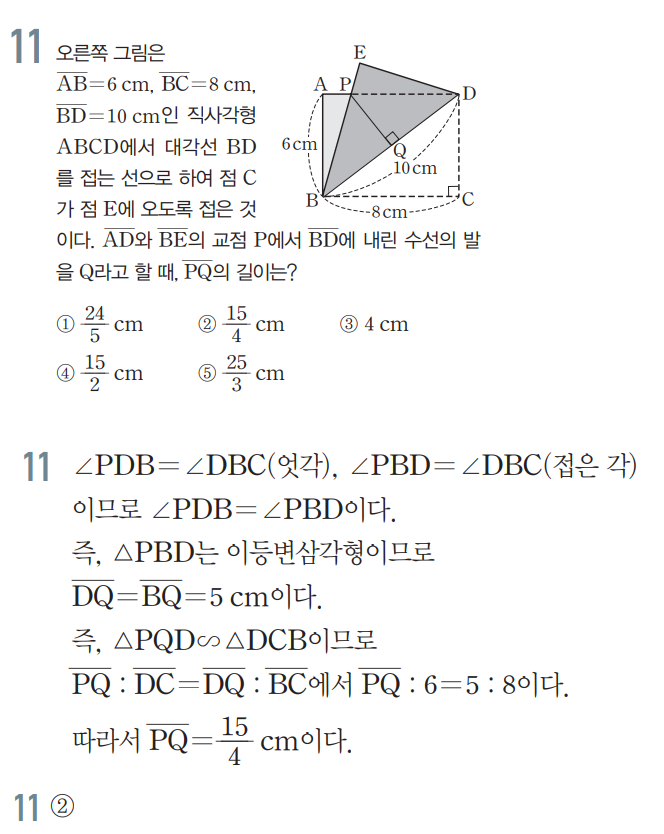 11 오른쪽 그림은
AB=6 cm, BC=8 cm,
BD=10 cm인 직사각형
ABCD에서 대각선 BD
를 접는 선으로 하여 점 C
가 점 E에 오도록 접은 것
이다. AD와 BE의 교점 P에서 BD에 내린 수선의 발
을 Q라고 할 때, PQ의 길이는?
E
A P D
6 cm
Q
10 cm
B C
8 cm
① 24/5 cm ② 15/4 cm ③ 4 cm
④ 15/2 cm ⑤ 25/3 cm
11 ∠PDB=∠DBC(엇각), ∠PBD=∠DBC(접은 각)
이므로 ∠PDB=∠PBD이다.
즉, △PBD는 이등변삼각형이므로
DQ=BQ=5 cm이다.
즉, △PQD∽△DCB이므로
PQ : DC=DQ : BC에서 PQ : 6=5 : 8이다.
따라서 PQ=15/4 cm이다.
11 ②